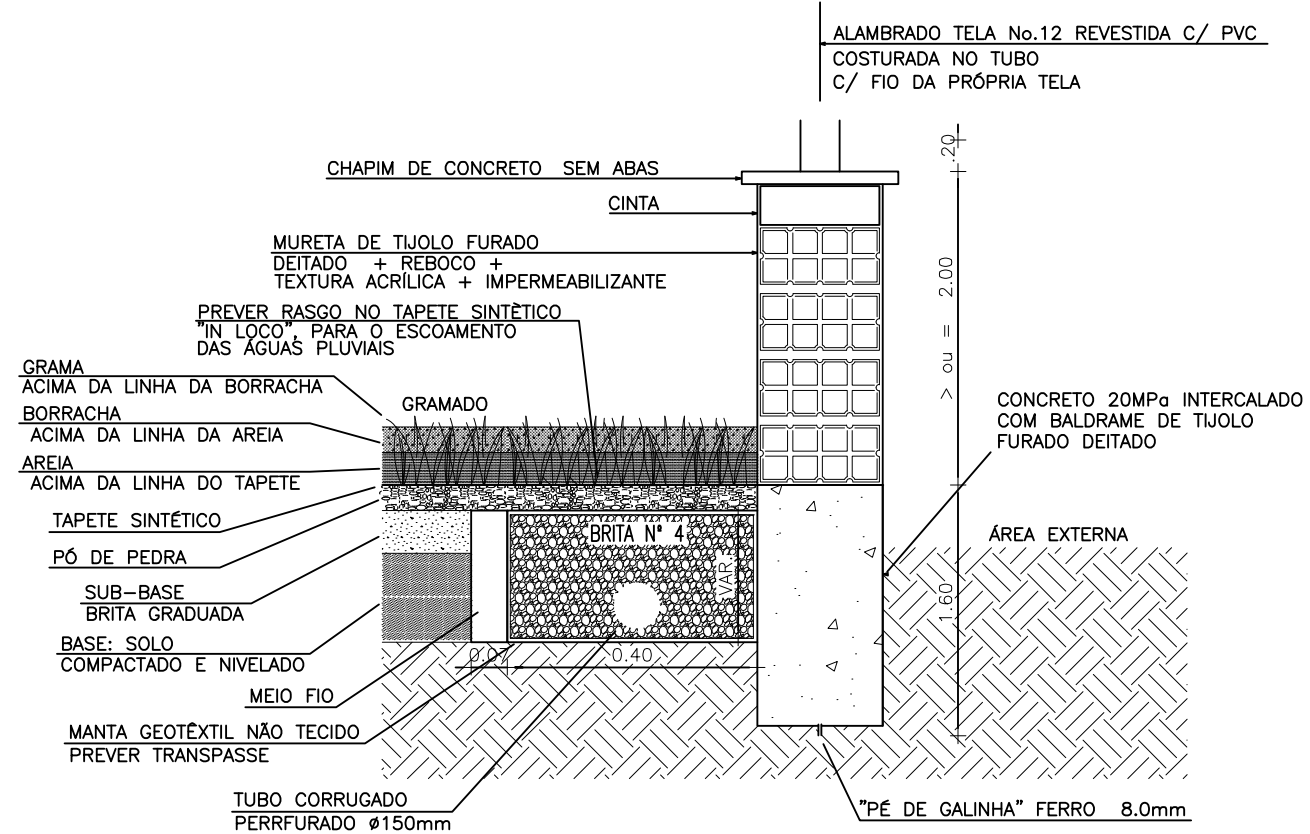 ALAMBRADO TELA No.12 REVESTIDA C/ PVC
COSTURADA NO TUBO
C/ FIO DA PRÓPRIA TELA
.20
CHAPIM DE CONCRETO SEM ABAS
CINTA
MURETA DE TIJOLO FURADO
DEITADO + REBOCO +
TEXTURA ACRÍLICA + IMPERMEABILIZANTE
> ou = 2.00
PREVER RASGO NO TAPETE SINTÈTICO
"IN LOCO", PARA O ESCOAMENTO
DAS ÁGUAS PLUVIAIS
GRAMA
ACIMA DA LINHA DA BORRACHA
GRAMADO
BORRACHA
ACIMA DA LINHA DA AREIA
AREIA
ACIMA DA LINHA DO TAPETE
CONCRETO 20MPa INTERCALADO
COM BALDRAME DE TIJOLO
FURADO DEITADO
TAPETE SINTÉTICO
BRITA Nº 4
ÁREA EXTERNA
PÓ DE PEDRA
VAR.
SUB-BASE
BRITA GRADUADA
1.60
BASE: SOLO
COMPACTADO E NIVELADO
0.07
0.40
MEIO FIO
MANTA GEOTÊXTIL NÃO TECIDO
PREVER TRANSPASSE
TUBO CORRUGADO
PERRFURADO ø150mm
"PÉ DE GALINHA" FERRO 8.0mm